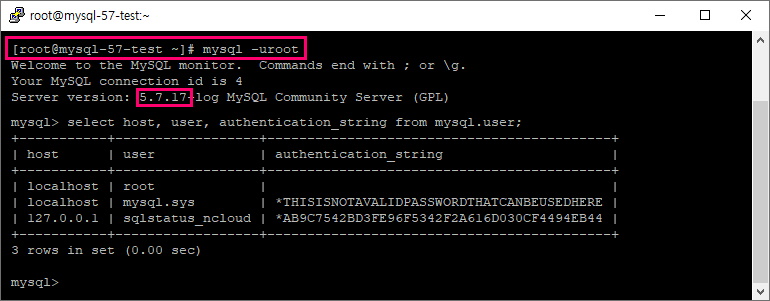 root@mysql-57-test:~
[root@mysql-57-test ~]# mysql -uroot
Welcome to the MySQL monitor.  Commands end with ; or \g.
Your MySQL connection id is 4
Server version: 5.7.17-log MySQL Community Server (GPL)
mysql> select host, user, authentication_string from mysql.user;
+-----------+------------------+-------------------------------------------+
| host      | user             | authentication_string                     |
+-----------+------------------+-------------------------------------------+
| localhost | root             |                                           |
| localhost | mysql.sys        | *THISISNOTAVALIDPASSWORDTHATCANBEUSEDHERE |
| 127.0.0.1 | sqlstatus_ncloud | *AB9C7542BD3FE96F5342F2A616D030CF4494EB44 |
+-----------+------------------+-------------------------------------------+
3 rows in set (0.00 sec)
mysql>